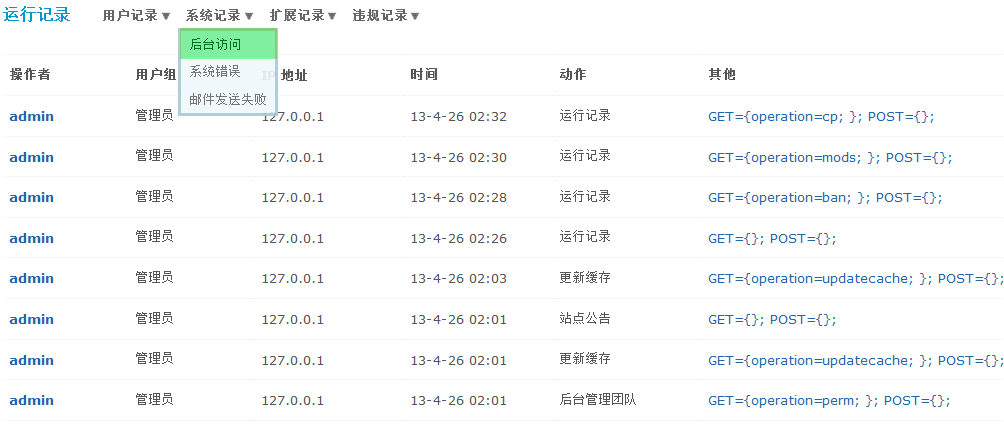 运行记录 用户记录▼ 系统记录▼ 扩展记录▼ 违规记录▼
后台访问
系统错误
邮件发送失败
操作者 用户组 IP 地址 时间 动作 其他
admin 管理员 127.0.0.1 13-4-26 02:32 运行记录 GET={operation=cp; }; POST={};
admin 管理员 127.0.0.1 13-4-26 02:30 运行记录 GET={operation=mods; }; POST={};
admin 管理员 127.0.0.1 13-4-26 02:28 运行记录 GET={operation=ban; }; POST={};
admin 管理员 127.0.0.1 13-4-26 02:26 运行记录 GET={}; POST={};
admin 管理员 127.0.0.1 13-4-26 02:03 更新缓存 GET={operation=updatecache; }; POST={};
admin 管理员 127.0.0.1 13-4-26 02:01 站点公告 GET={}; POST={};
admin 管理员 127.0.0.1 13-4-26 02:01 更新缓存 GET={operation=updatecache; }; POST={};
admin 管理员 127.0.0.1 13-4-26 02:01 后台管理团队 GET={operation=perm; }; POST={};